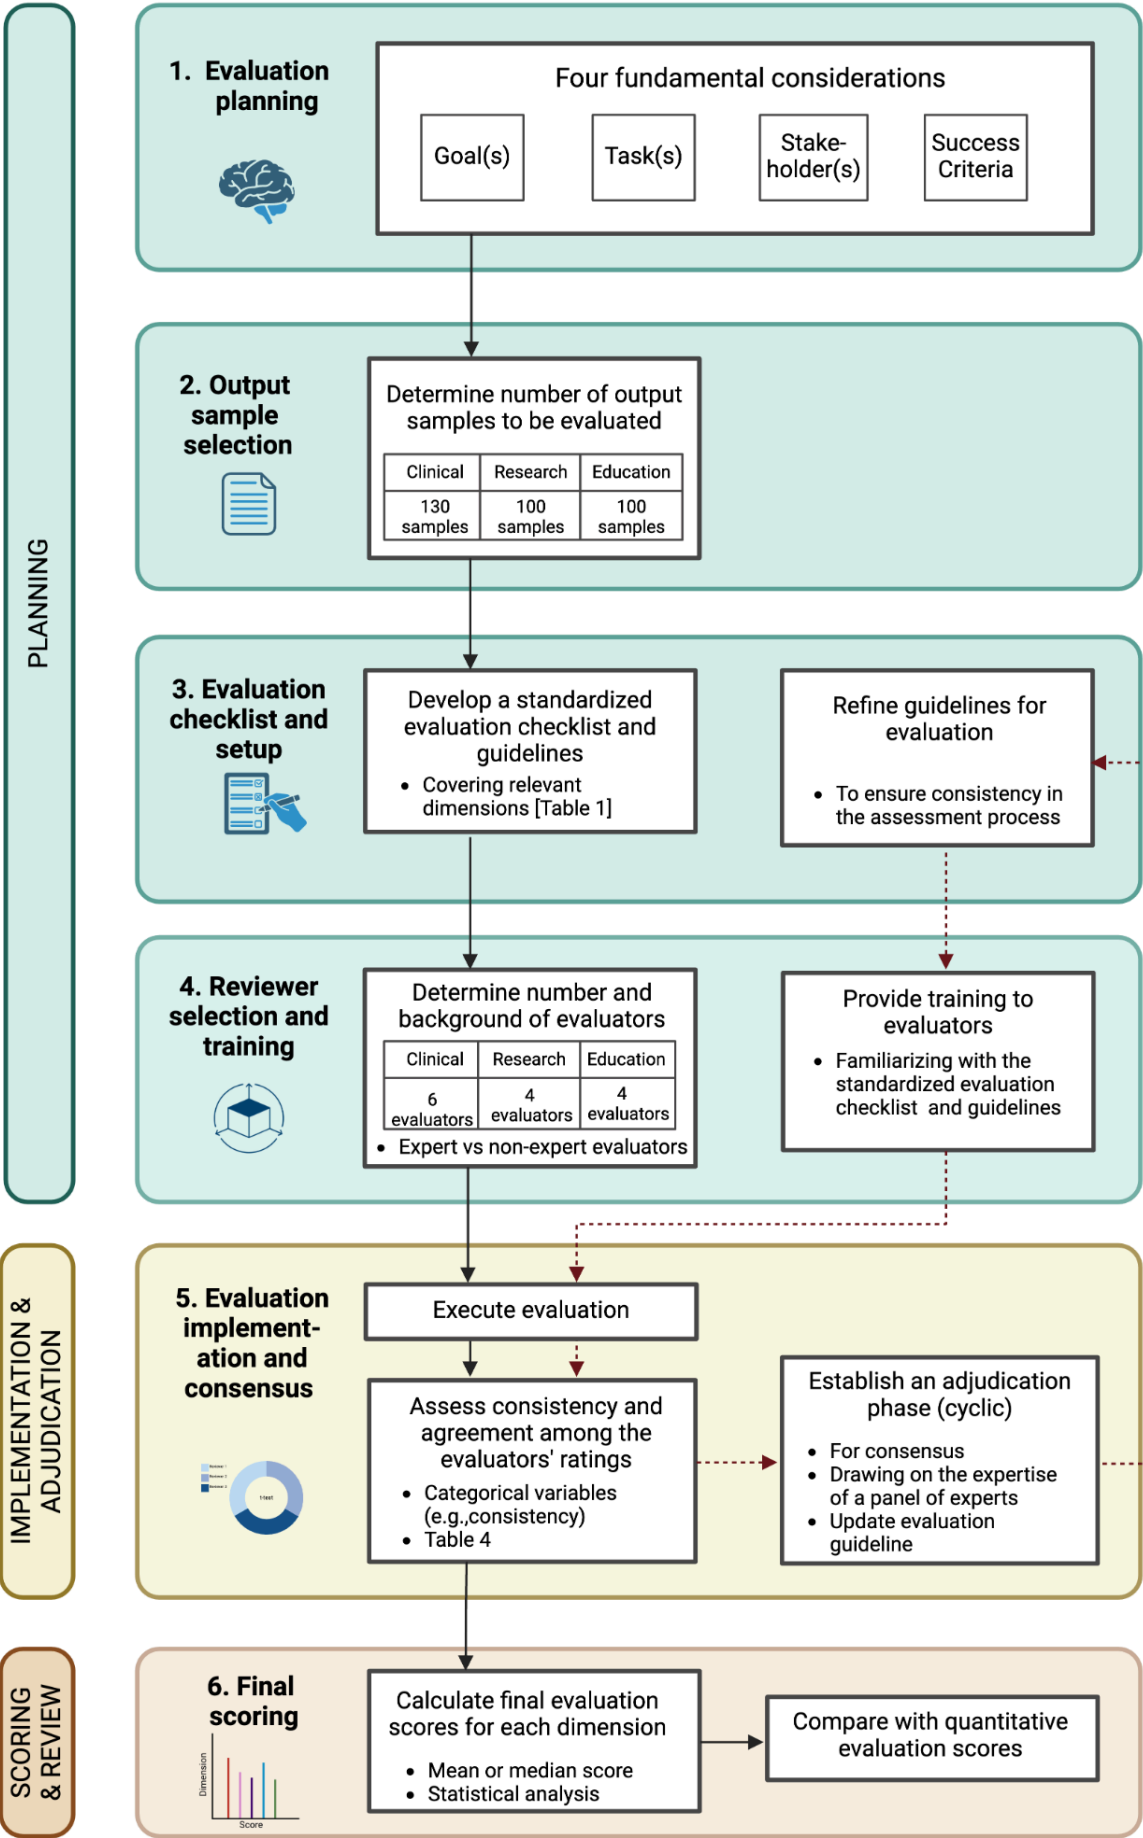 PLANNING
1. Evaluation
planning
Four fundamental considerations
Goal(s)
Task(s)
Stake-
holder(s)
Success
Criteria
2. Output
sample
selection
Determine number of output
samples to be evaluated
Clinical
Research
Education
130
samples
100
samples
100
samples
3. Evaluation
checklist and
setup
Develop a standardized
evaluation checklist and
guidelines
• Covering relevant
dimensions [Table 1]
Refine guidelines for
evaluation
• To ensure consistency in
the assessment process
4. Reviewer
selection and
training
Determine number and
background of evaluators
Clinical
Research
Education
6
evaluators
4
evaluators
4
evaluators
• Expert vs non-expert evaluators
Provide training to
evaluators
• Familiarizing with the
standardized evaluation
checklist and guidelines
IMPLEMENTATION &
ADJUDICATION
5. Evaluation
implement-
ation and
consensus
Reviewer 1
Reviewer 2
Reviewer 3
t-test
Execute evaluation
Assess consistency and
agreement among the
evaluators' ratings
• Categorical variables
(e.g.,consistency)
• Table 4
Establish an adjudication
phase (cyclic)
• For consensus
• Drawing on the expertise
of a panel of experts
• Update evaluation
guideline
SCORING
& REVIEW
6. Final
scoring
Dimension
Score
Calculate final evaluation
scores for each dimension
• Mean or median score
• Statistical analysis
Compare with quantitative
evaluation scores